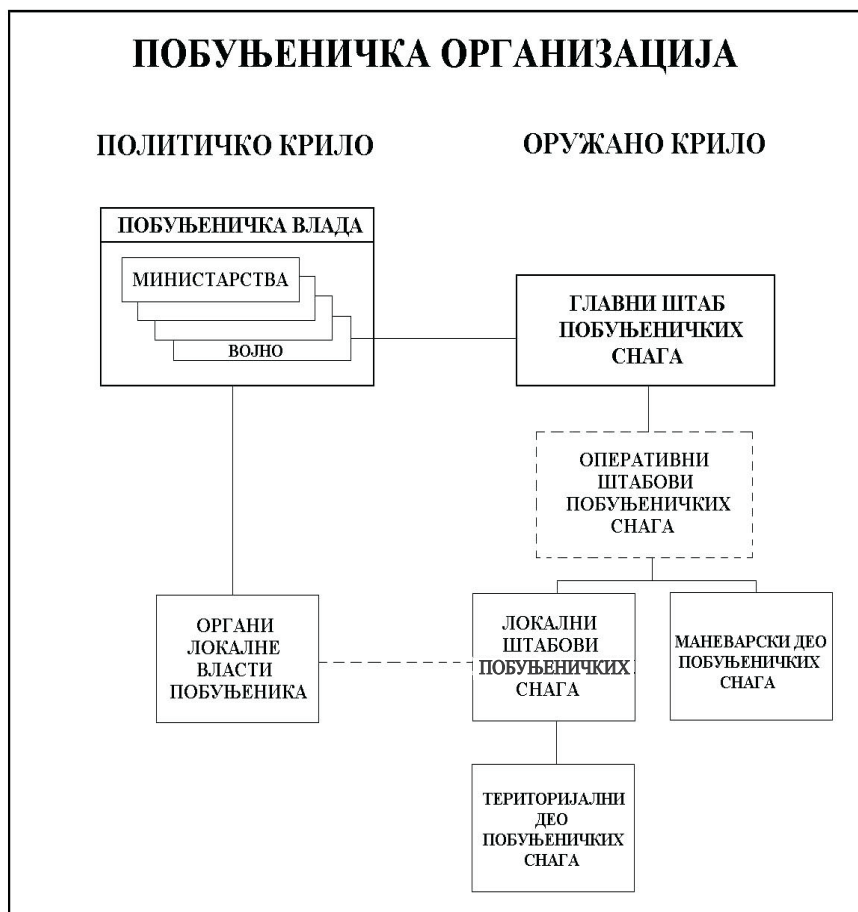 ПОБУЊЕНИЧКА ОРГАНИЗАЦИЈА
ПОЛИТИЧКО КРИЛО
ОРУЖАНО КРИЛО
ПОБУЊЕНИЧКА ВЛАДА
МИНИСТАРСТВА
ВОЈНО
ГЛАВНИ ШТАБ
ПОБУЊЕНИЧКИХ
СНАГА
ОПЕРАТИВНИ
ШТАБОВИ
ПОБУЊЕНИЧКИХ
СНАГА
ОРГАНИ
ЛОКАЛНЕ
ВЛАСТИ
ПОБУЊЕНИКА
ЛОКАЛНИ
ШТАБОВИ
ПОБУЊЕНИЧКИХ
СНАГА
МАНЕВАРСКИ ДЕО
ПОБУЊЕНИЧКИХ
СНАГА
ТЕРИТОРИЈАЛНИ
ДЕО
ПОБУЊЕНИЧКИХ
СНАГА